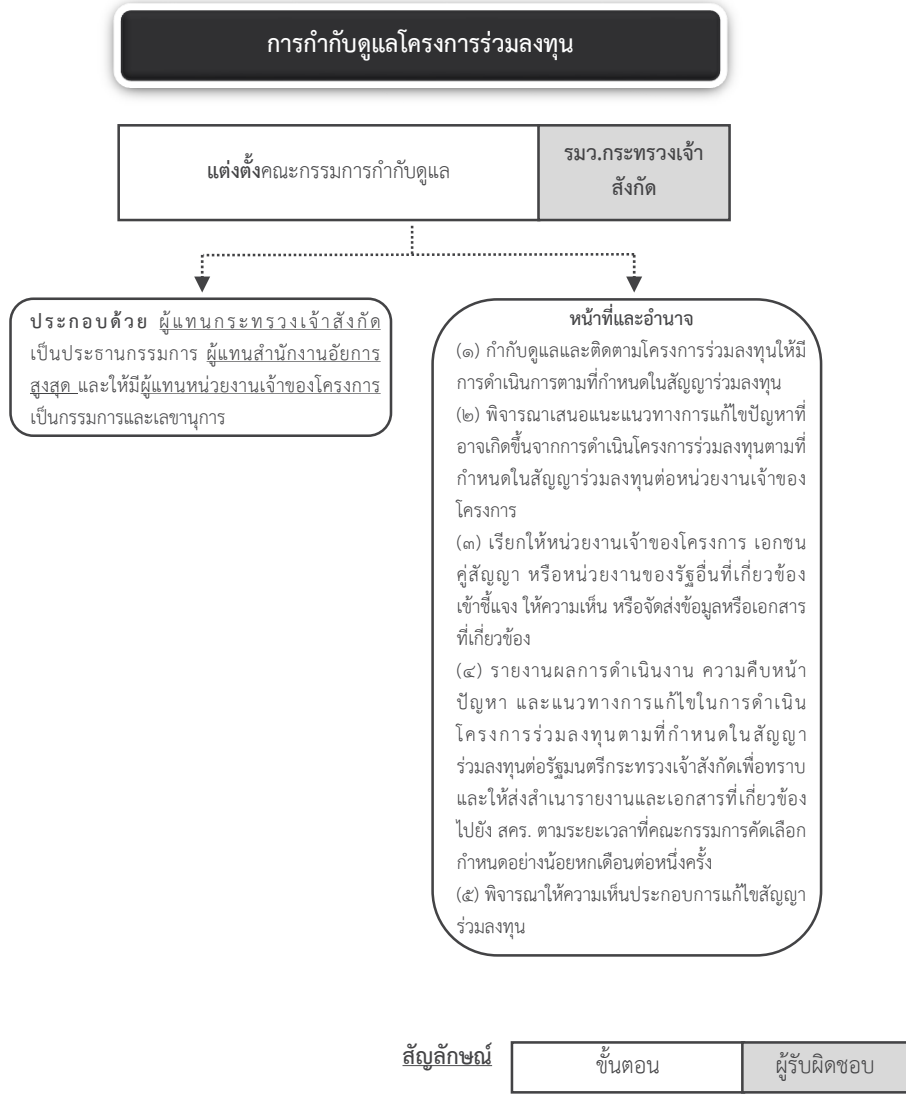 การกำกับดูแลโครงการร่วมลงทุน
แต่งตั้งคณะกรรมการกำกับดูแล
รมว.กระทรวงเจ้า
สังกัด
ประกอบด้วย ผู้แทนกระทรวงเจ้าสังกัด
เป็นประธานกรรมการ ผู้แทนสำนักงานอัยการ
สูงสุด และให้มีผู้แทนหน่วยงานเจ้าของโครงการ
เป็นกรรมการและเลขานุการ
หน้าที่และอำนาจ
(๑) กำกับดูแลและติดตามโครงการร่วมลงทุนให้มี
การดำเนินการตามที่กำหนดในสัญญาร่วมลงทุน
(๒) พิจารณาเสนอแนะแนวทางการแก้ไขปัญหาที่
อาจเกิดขึ้นจากการดำเนินโครงการร่วมลงทุนตามที่
กำหนดในสัญญาร่วมลงทุนต่อหน่วยงานเจ้าของ
โครงการ
(๓) เรียกให้หน่วยงานเจ้าของโครงการ เอกชน
คู่สัญญา หรือหน่วยงานของรัฐอื่นที่เกี่ยวข้อง
เข้าชี้แจง ให้ความเห็น หรือจัดส่งข้อมูลหรือเอกสาร
ที่เกี่ยวข้อง
(๔) รายงานผลการดำเนินงาน ความคืบหน้า
ปัญหา และแนวทางการแก้ไขในการดำเนิน
โครงการร่วมลงทุนตามที่กำหนดในสัญญา
ร่วมลงทุนต่อรัฐมนตรีกระทรวงเจ้าสังกัดเพื่อทราบ
และให้ส่งสำเนารายงานและเอกสารที่เกี่ยวข้อง
ไปยัง สคร. ตามระยะเวลาที่คณะกรรมการคัดเลือก
กำหนดอย่างน้อยหกเดือนต่อหนึ่งครั้ง
(๕) พิจารณาให้ความเห็นประกอบการแก้ไขสัญญา
ร่วมลงทุน
สัญลักษณ์
ขั้นตอน
ผู้รับผิดชอบ